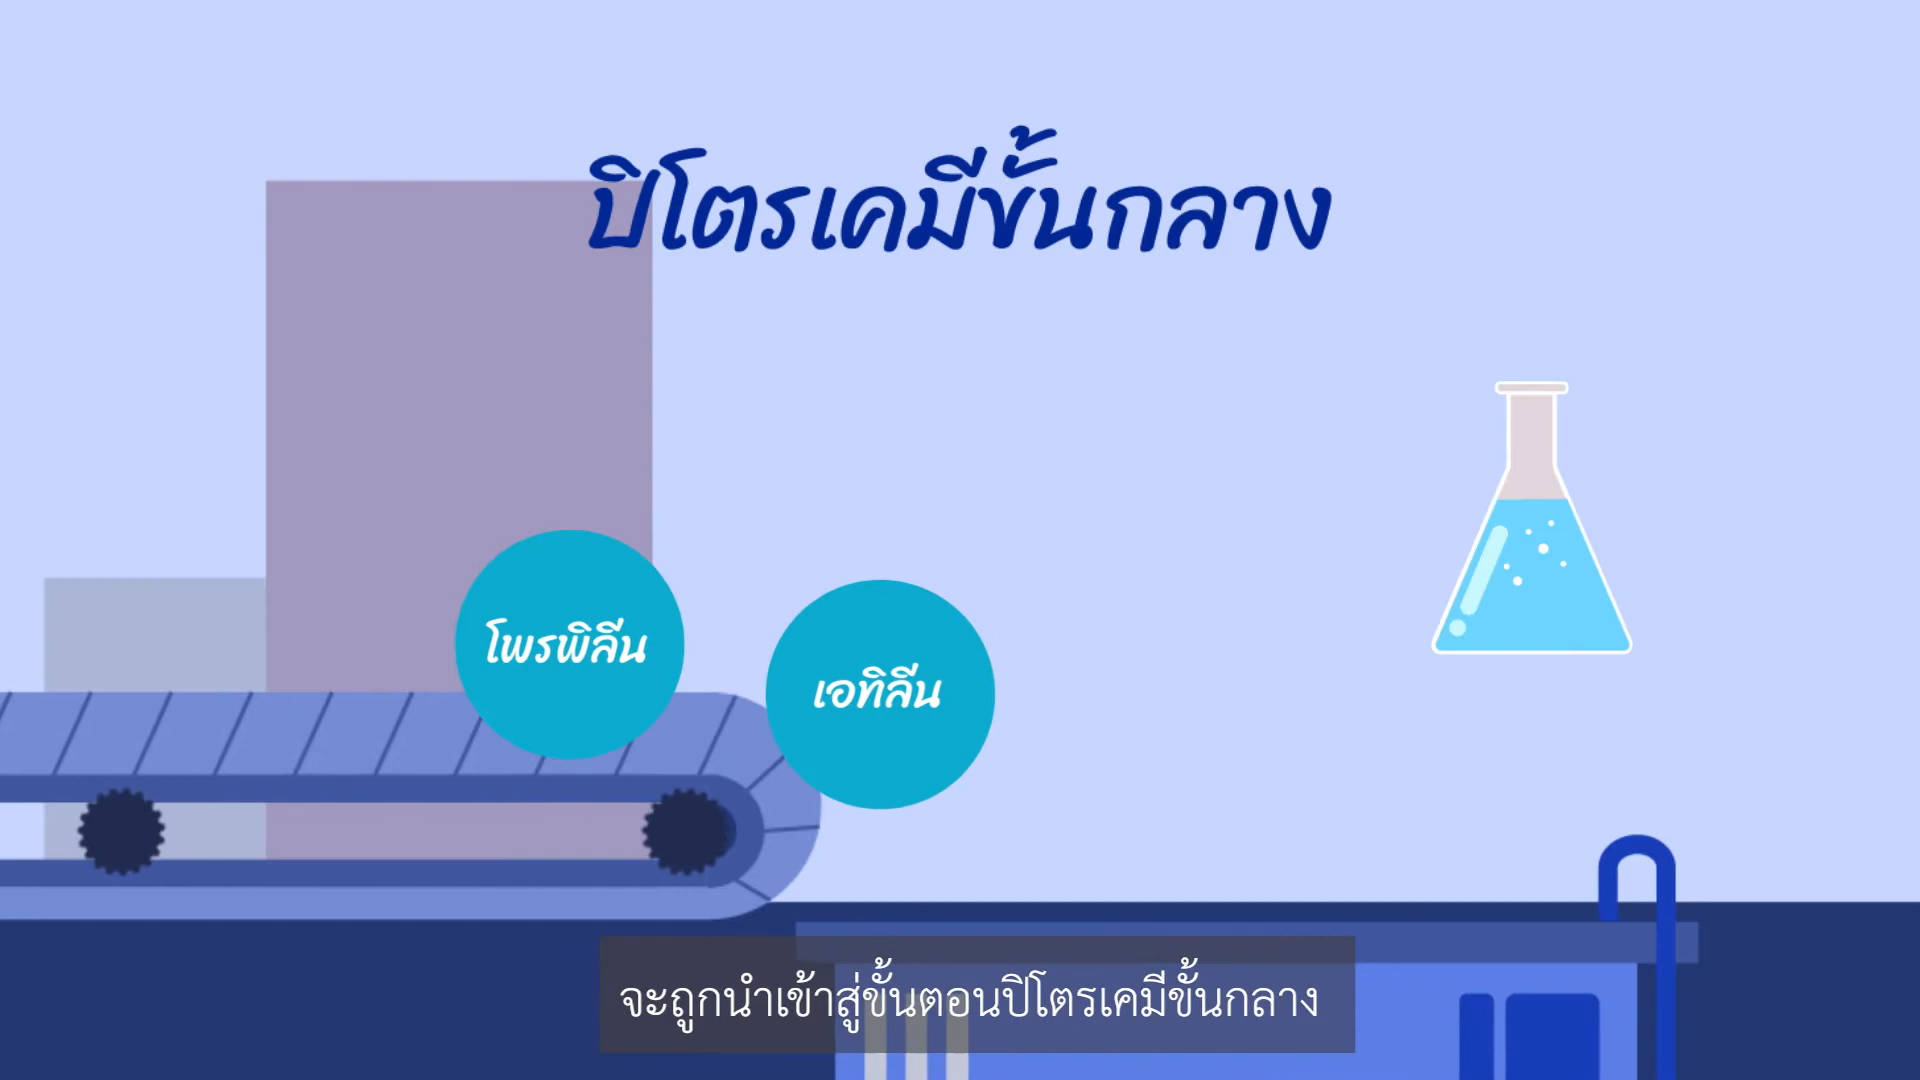 ปิโตรเคมีขั้นกลาง
โพรพิลีน
เอทิลีน
จะถูกนำเข้าสู่ขั้นตอนปิโตรเคมีขั้นกลาง